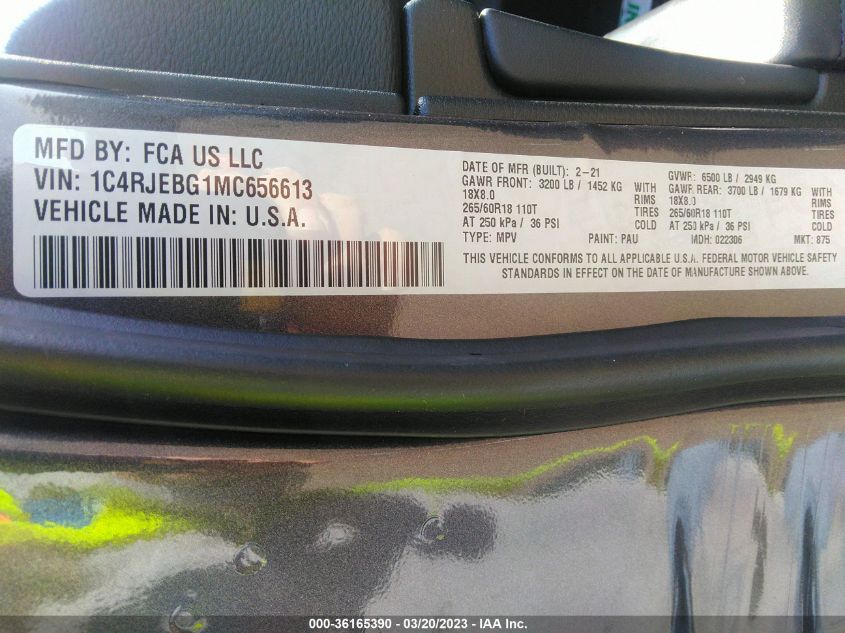 MFD BY: FCA US LLC
VIN: 1C4RJEBG1MC656613
VEHICLE MADE IN: U.S.A.
DATE OF MFR (BUILT): 2-21
GAWR FRONT: 3200 LB / 1452 KG WITH
18X8.0 RIMS
265/60R18 110T TIRES
AT 250 kPa / 36 PSI COLD
TYPE: MPV PAINT: PAU
GVWR: 6500 LB / 2949 KG
GAWR. REAR: 3700 LB / 1679 KG WITH
18X8.0 RIMS
265/60R18 110T TIRES
AT 250 kPa / 36 PSI COLD
MDH: 022306 MKT: 875
THIS VEHICLE CONFORMS TO ALL APPLICABLE U.S.A. FEDERAL MOTOR VEHICLE SAFETY
STANDARDS IN EFFECT ON THE DATE OF MANUFACTURE SHOWN ABOVE.
000-36165390 - 03/20/2023 - IAA Inc.